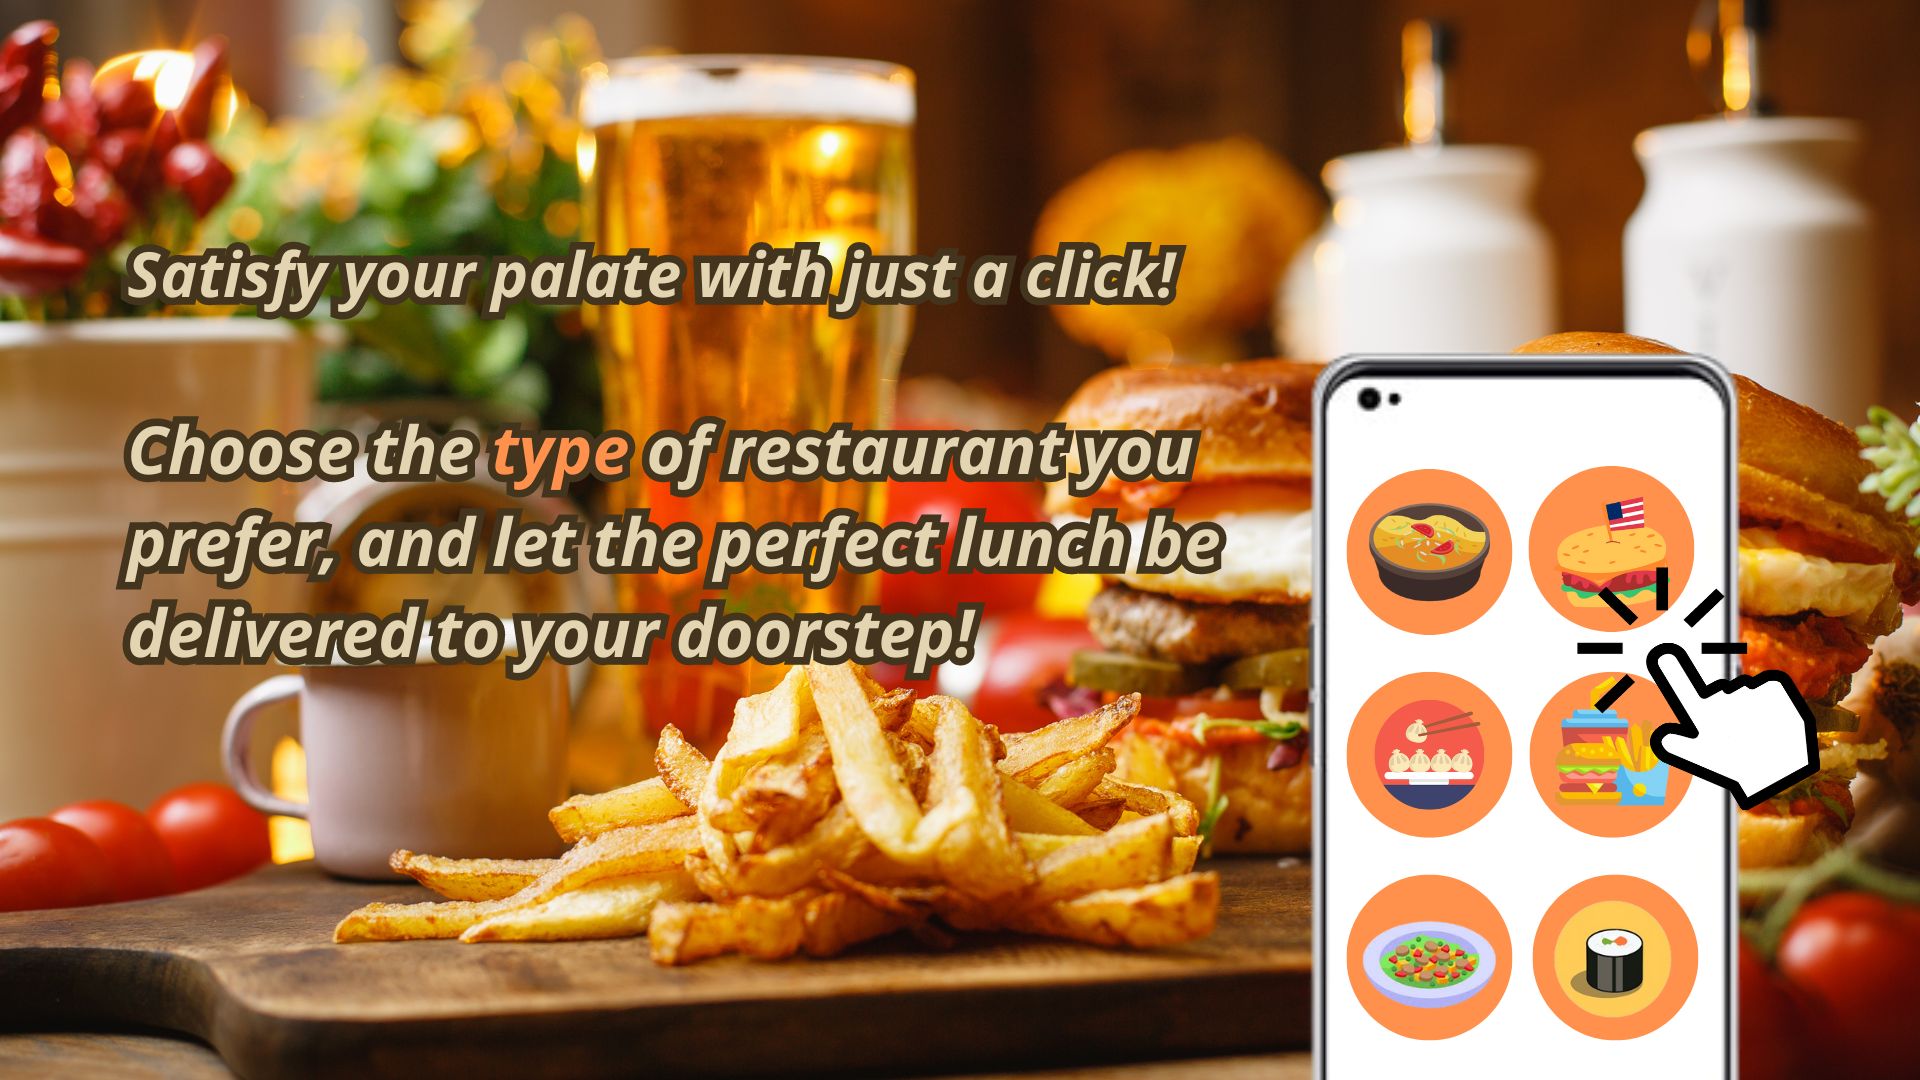 Satisfy your palate with just a click!
Choose the type of restaurant you
prefer, and let the perfect lunch be
delivered to your doorstep!